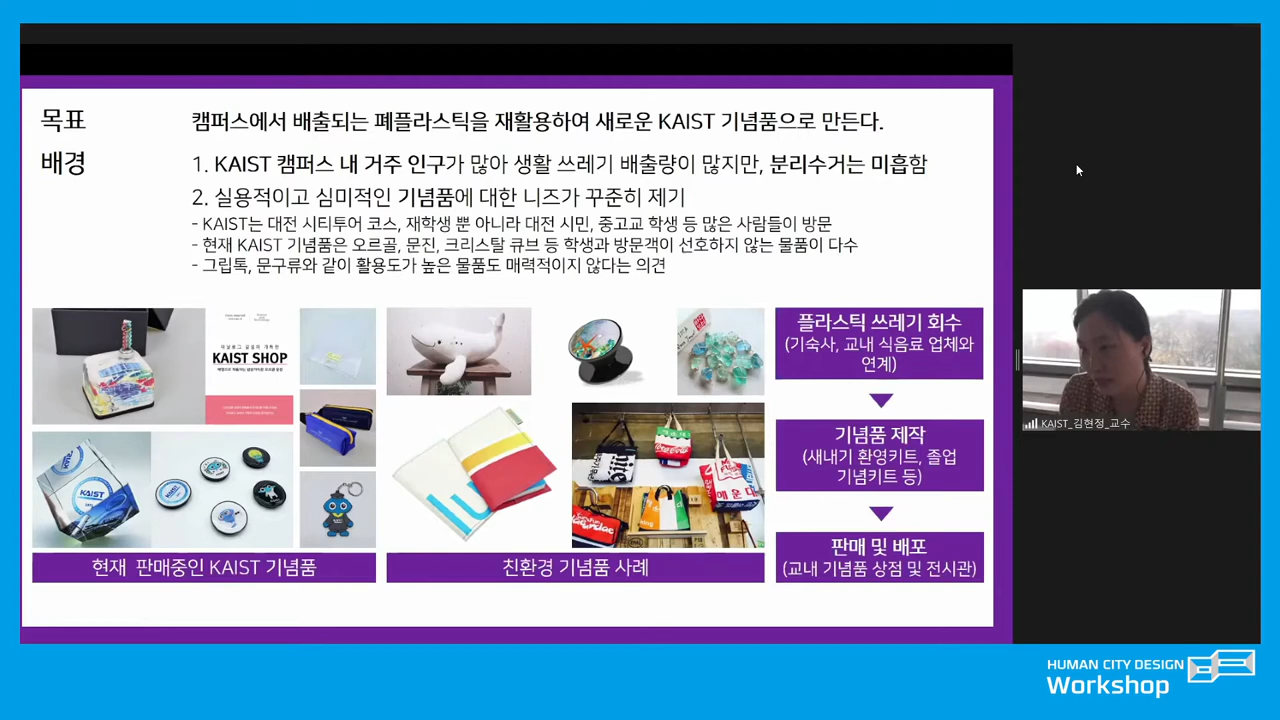 목표
캠퍼스에서 배출되는 폐플라스틱을 재활용하여 새로운 KAIST 기념품으로 만든다.
배경
1. KAIST 캠퍼스 내 거주 인구가 많아 생활 쓰레기 배출량이 많지만, 분리수거는 미흡함
2. 실용적이고 심미적인 기념품에 대한 니즈가 꾸준히 제기
- KAIST는 대전 시티투어 코스, 재학생 뿐 아니라 대전 시민, 중고교 학생 등 많은 사람들이 방문
- 현재 KAIST 기념품은 오르골, 문진, 크리스탈 큐브 등 학생과 방문객이 선호하지 않는 물품이 다수
- 그립톡, 문구류와 같이 활용도가 높은 물품도 매력적이지 않다는 의견
KAIST SHOP
KAIST
매운다
현재 판매중인 KAIST 기념품
친환경 기념품 사례
플라스틱 쓰레기 회수
(기숙사, 교내 식음료 업체와
연계)
기념품 제작
(새내기 환영키트, 졸업
기념키트 등)
판매 및 배포
(교내 기념품 상점 및 전시관)
KAIST_김현정_교수
HUMAN CITY DESIGN
Workshop